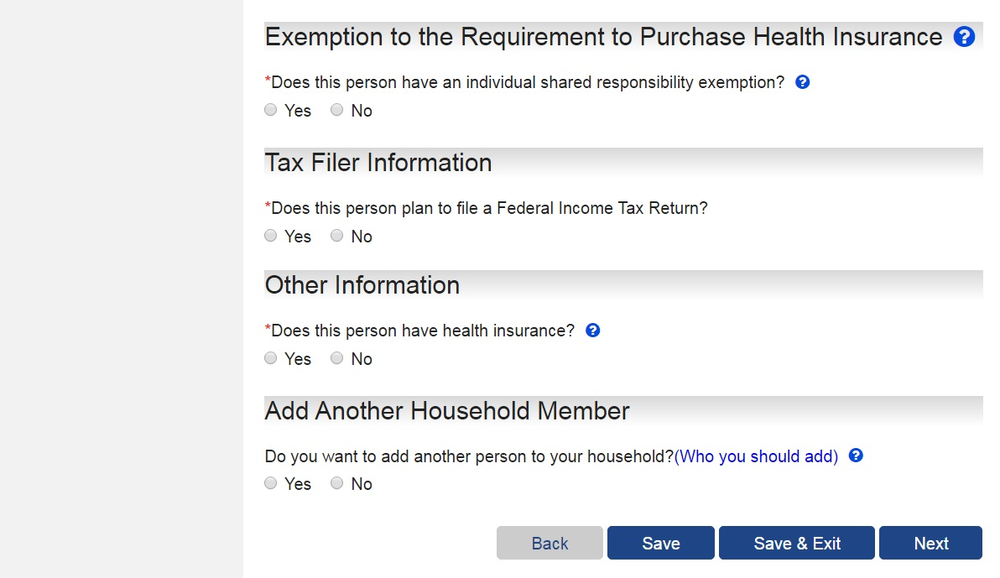 Exemption to the Requirement to Purchase Health Insurance ?
*Does this person have an individual shared responsibility exemption? ?
Yes No
Tax Filer Information
*Does this person plan to file a Federal Income Tax Return?
Yes No
Other Information
*Does this person have health insurance? ?
Yes No
Add Another Household Member
Do you want to add another person to your household?(Who you should add) ?
Yes No
Back Save Save & Exit Next